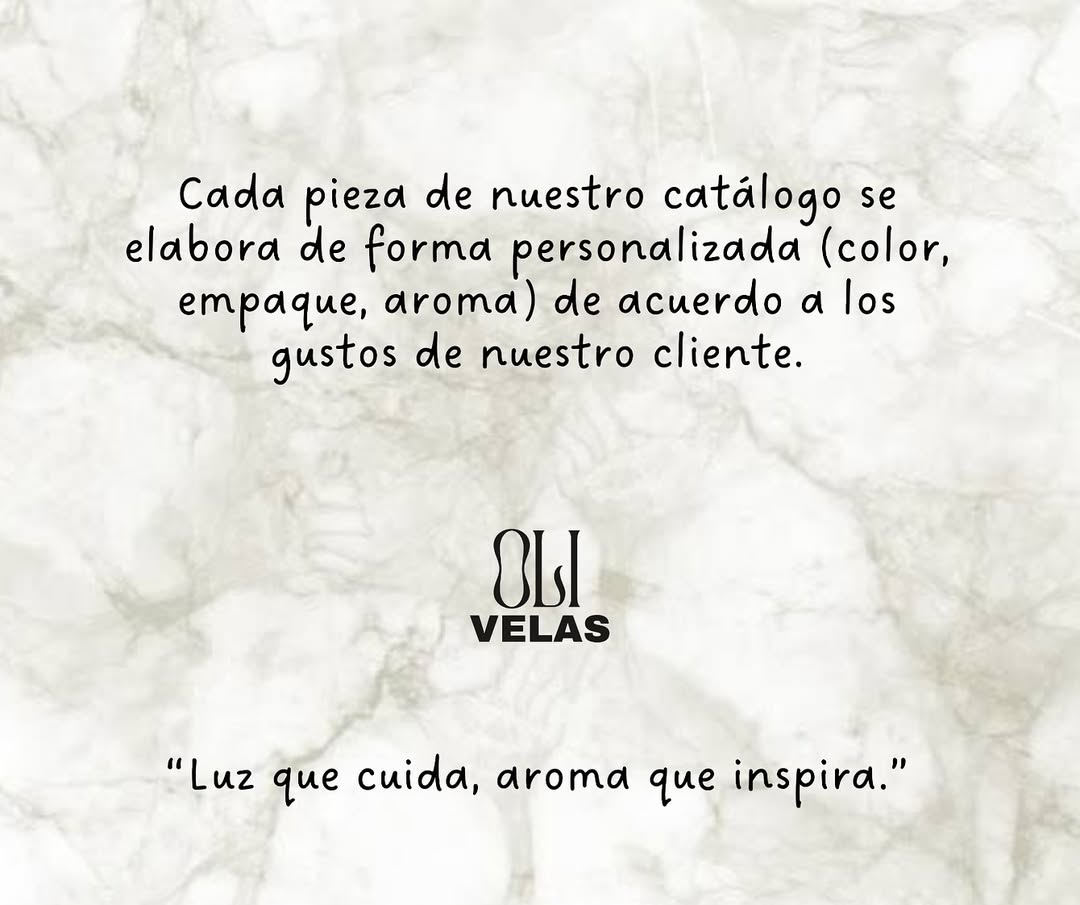 Cada pieza de nuestro catálogo se
elabora de forma personalizada (color,
empaque, aroma) de acuerdo a los
gustos de nuestro cliente.
OLI
VELAS
“Luz que cuida, aroma que inspira.”